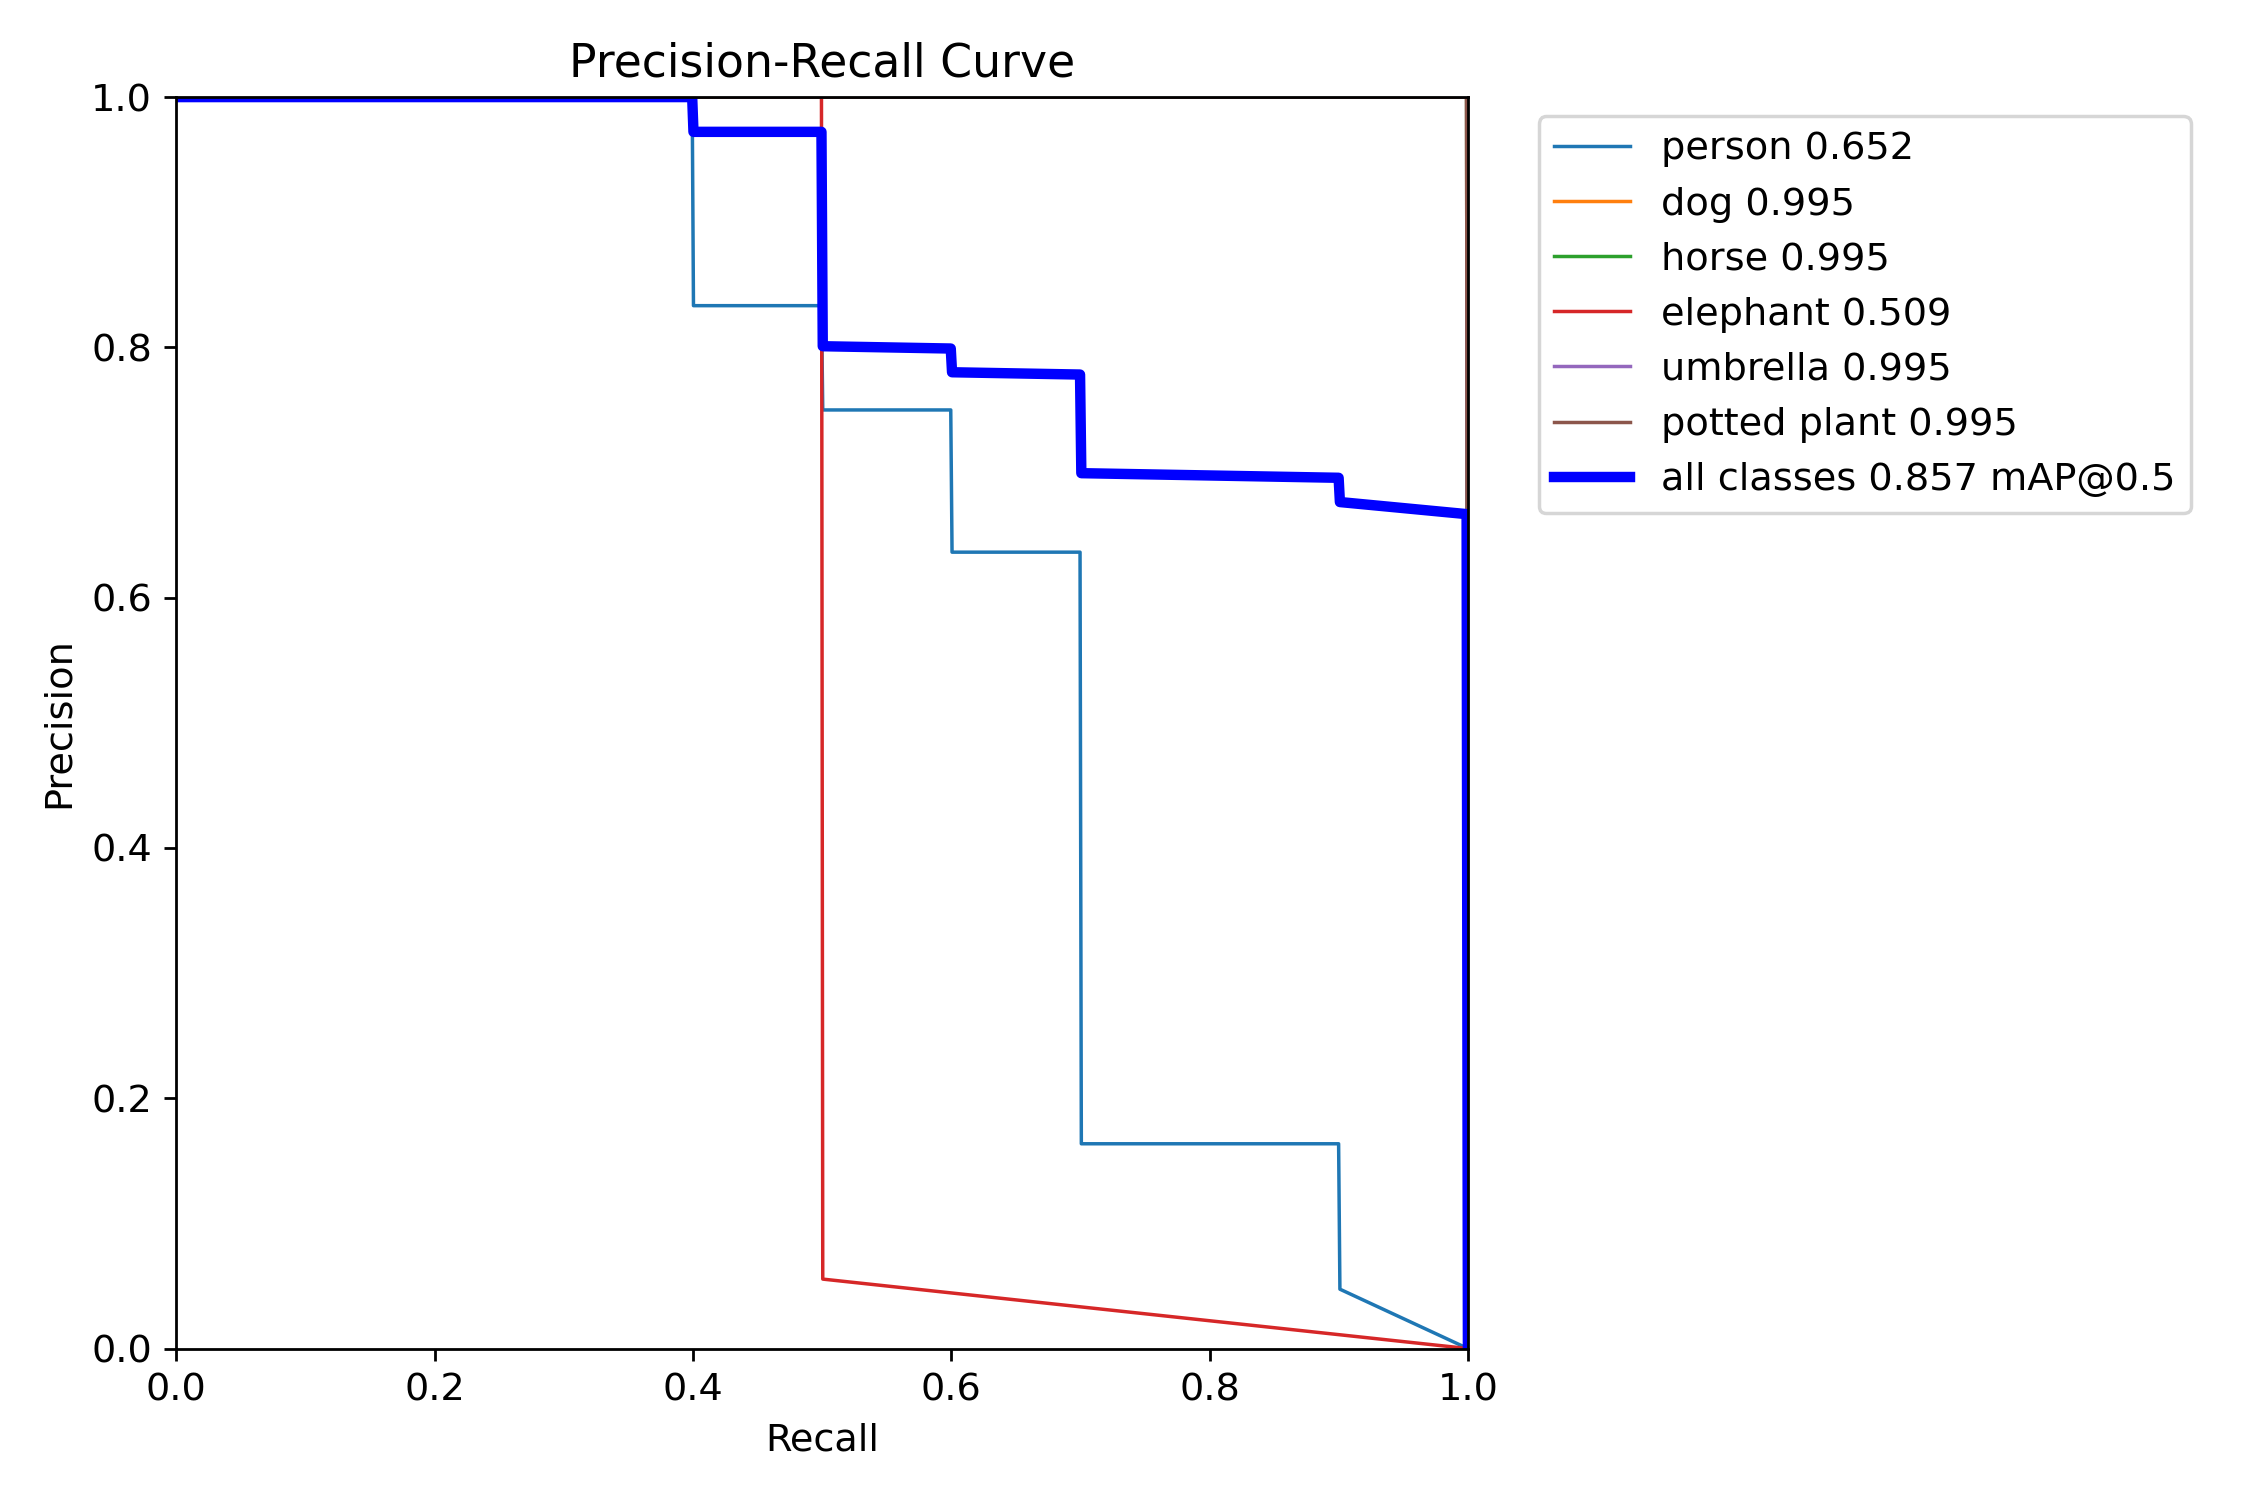 Precision-Recall Curve
1.0
0.8
0.6
0.4
0.2
0.0
Precision
0.0 0.2 0.4 0.6 0.8 1.0
Recall
person 0.652
dog 0.995
horse 0.995
elephant 0.509
umbrella 0.995
potted plant 0.995
all classes 0.857 mAP@0.5